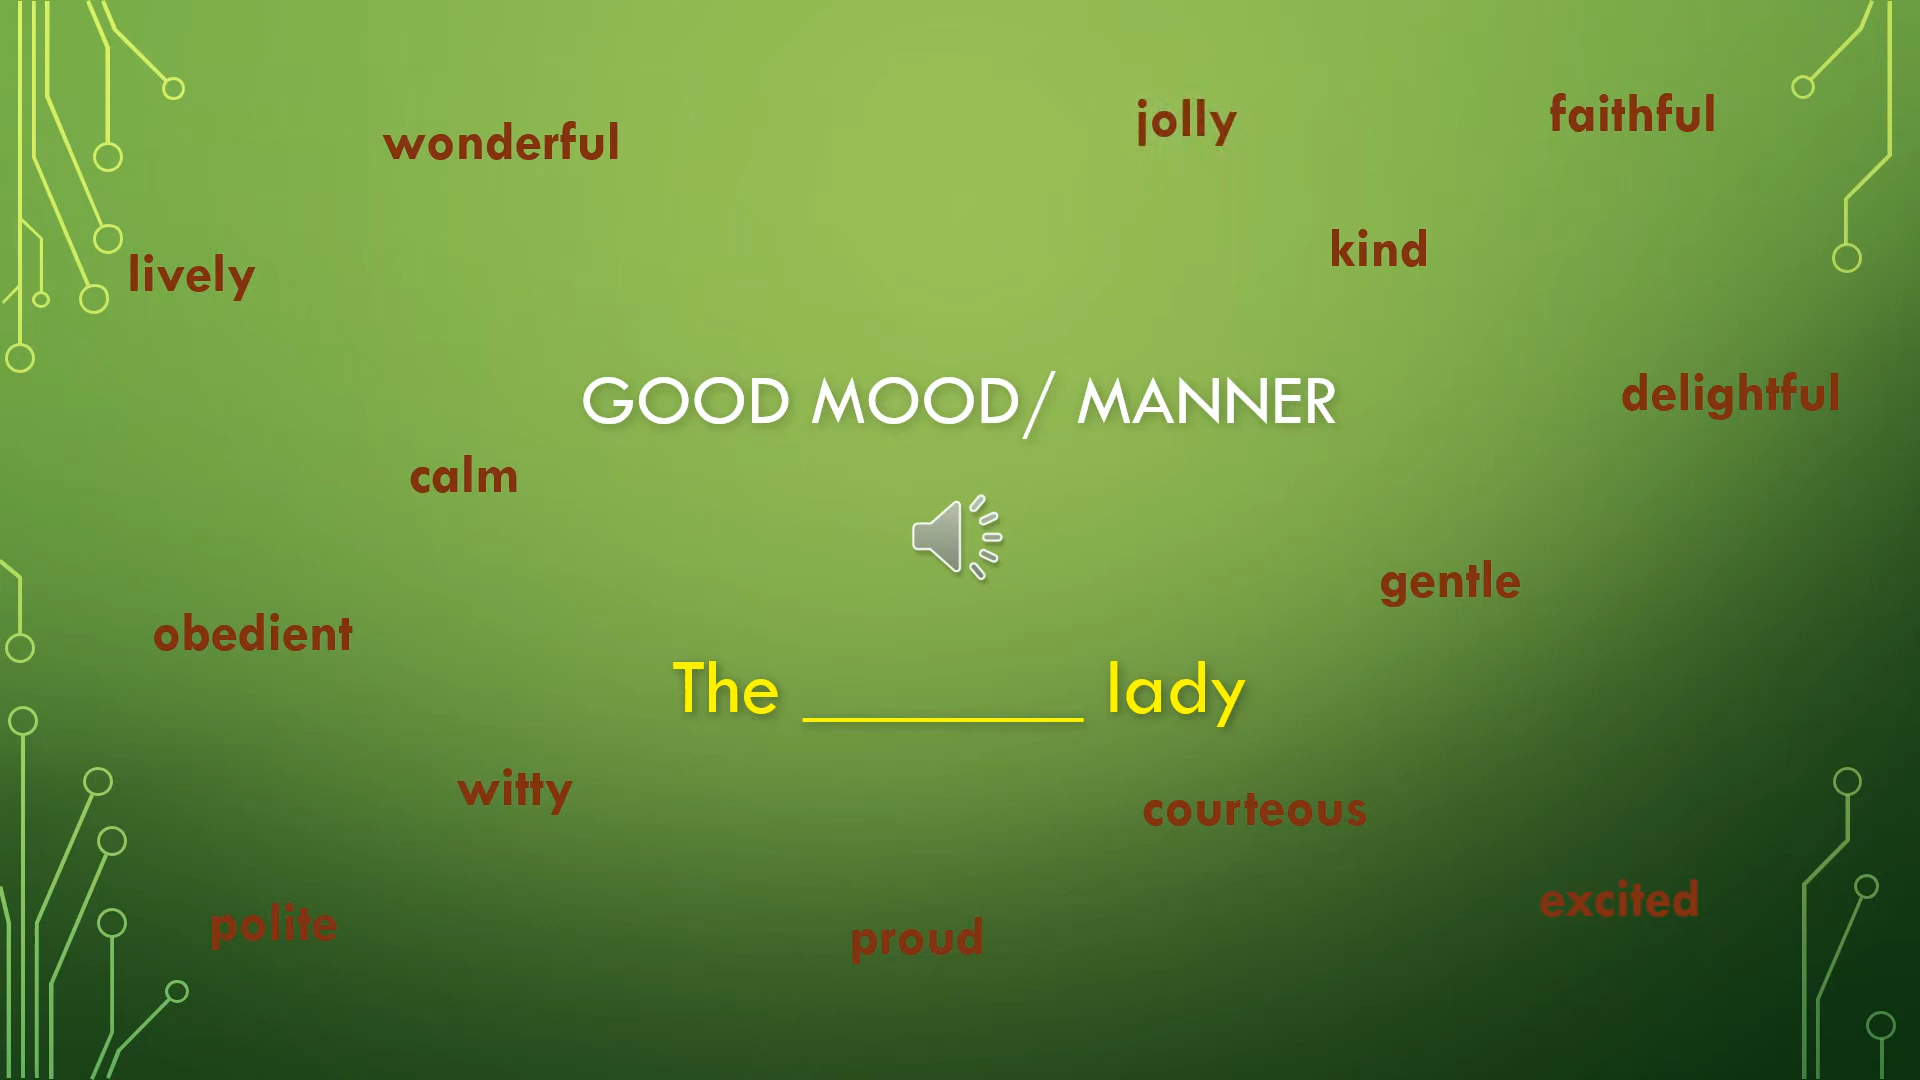 jolly
faithful
wonderful
kind
lively
GOOD MOOD/ MANNER
delightful
calm
gentle
obedient
The ________ lady
witty
courteous
excited
polite
proud